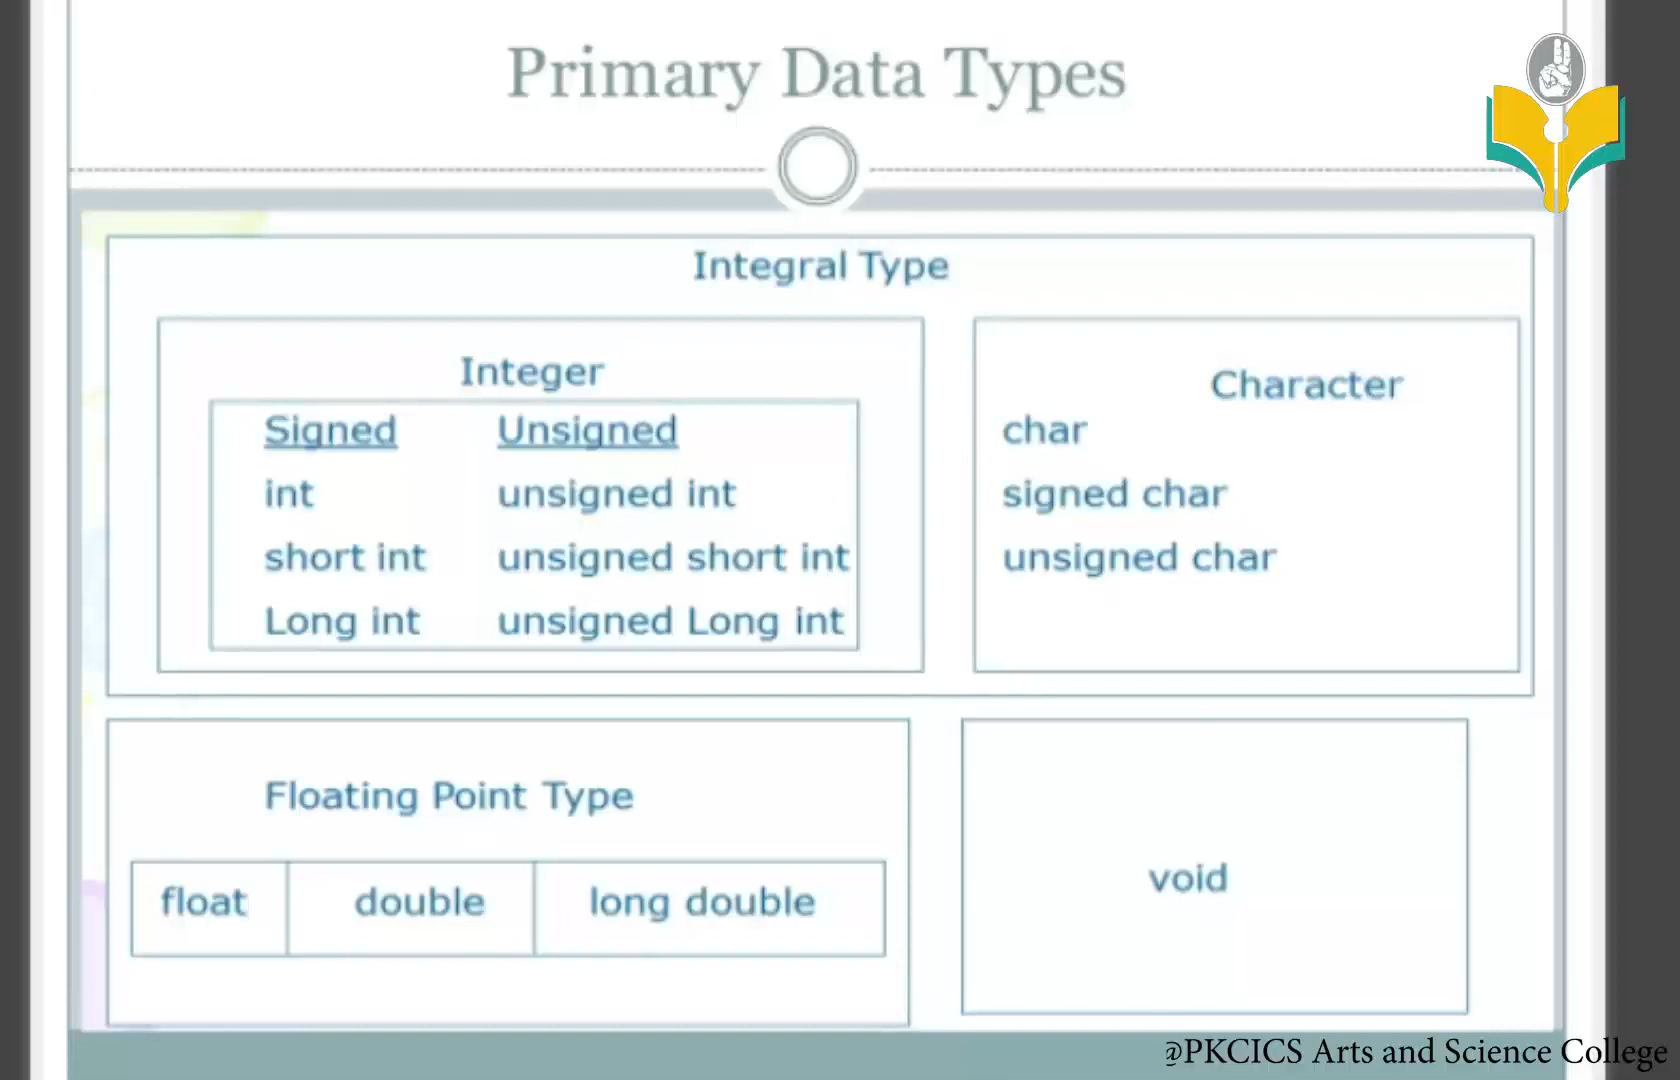 Primary Data Types
Integral Type
Integer
Signed Unsigned
int unsigned int
short int unsigned short int
Long int unsigned Long int
Character
char
signed char
unsigned char
Floating Point Type
float double long double
void
@PKCICS Arts and Science College